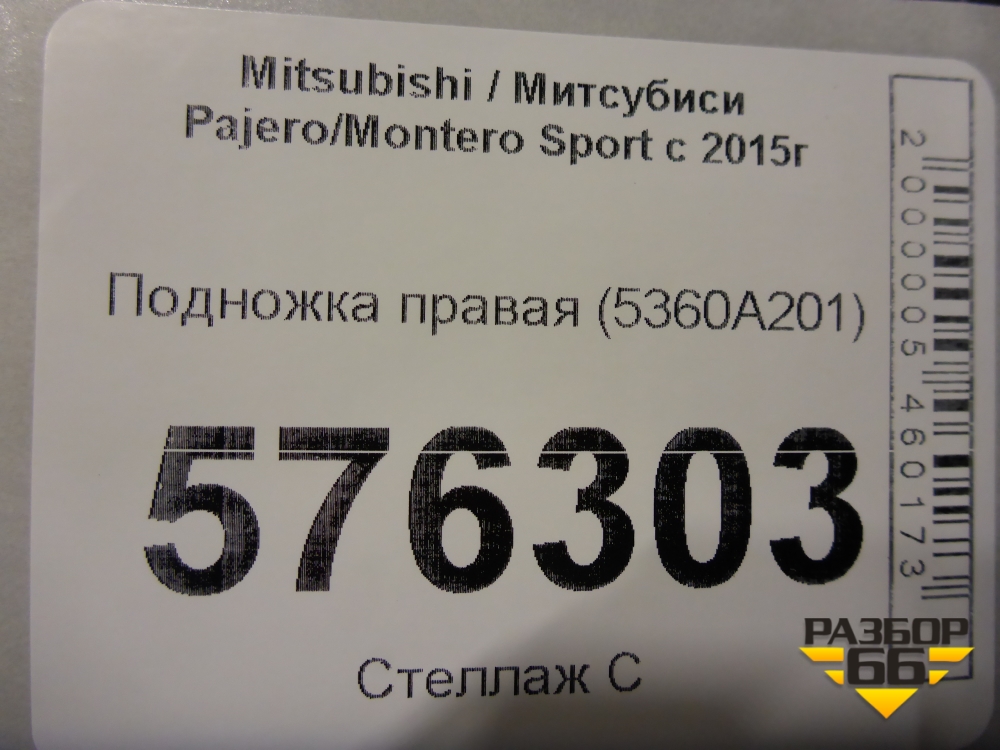 Mitsubishi / Митсубиси
Pajero/Montero Sport с 2015г
Подножка правая (5360A201)
576303
Стеллаж С
2000005460173
РАЗБОР
66